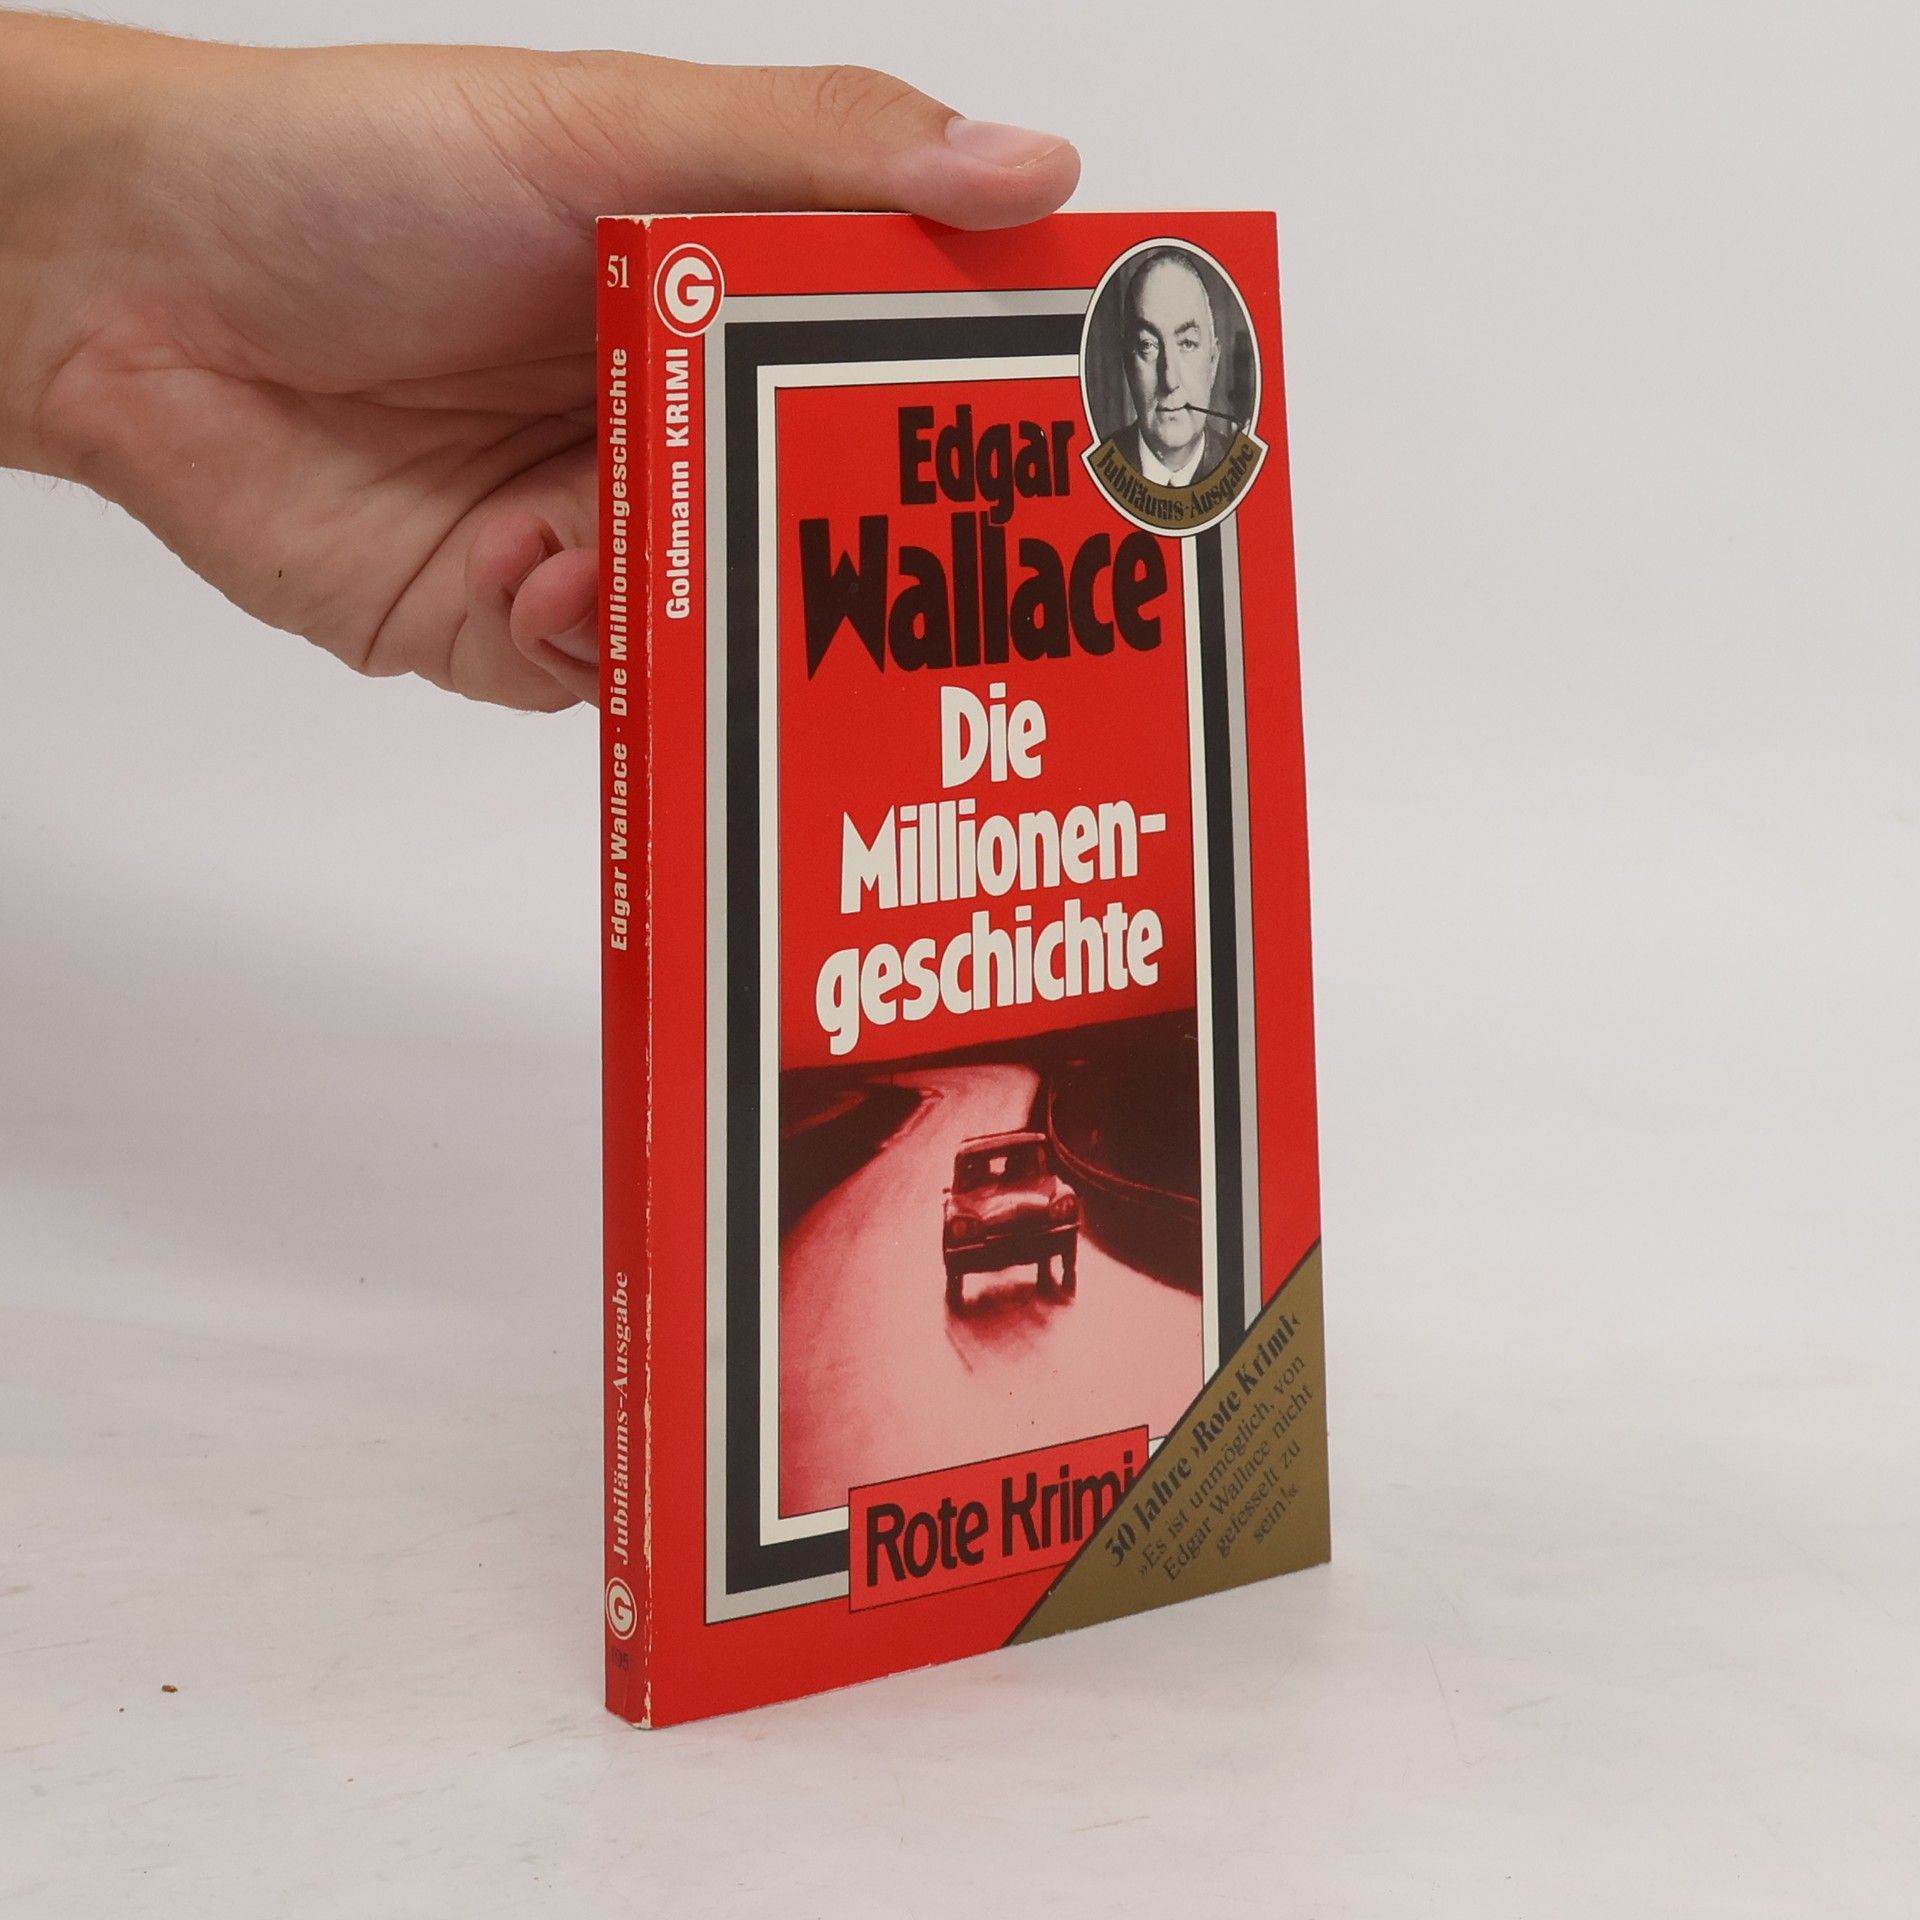 51
Edgar Wallace · Die Millionengeschichte
Jubiläums-Ausgabe
G
G
Goldmann KRIMI
Jubiläums-Ausgabe
Edgar
Wallace
Die
Millionen-
geschichte
Rote Krimi
30 Jahre ›Rote Krimi‹
»Es ist unmöglich, von
Edgar Wallace nicht
gefesselt zu
sein!«